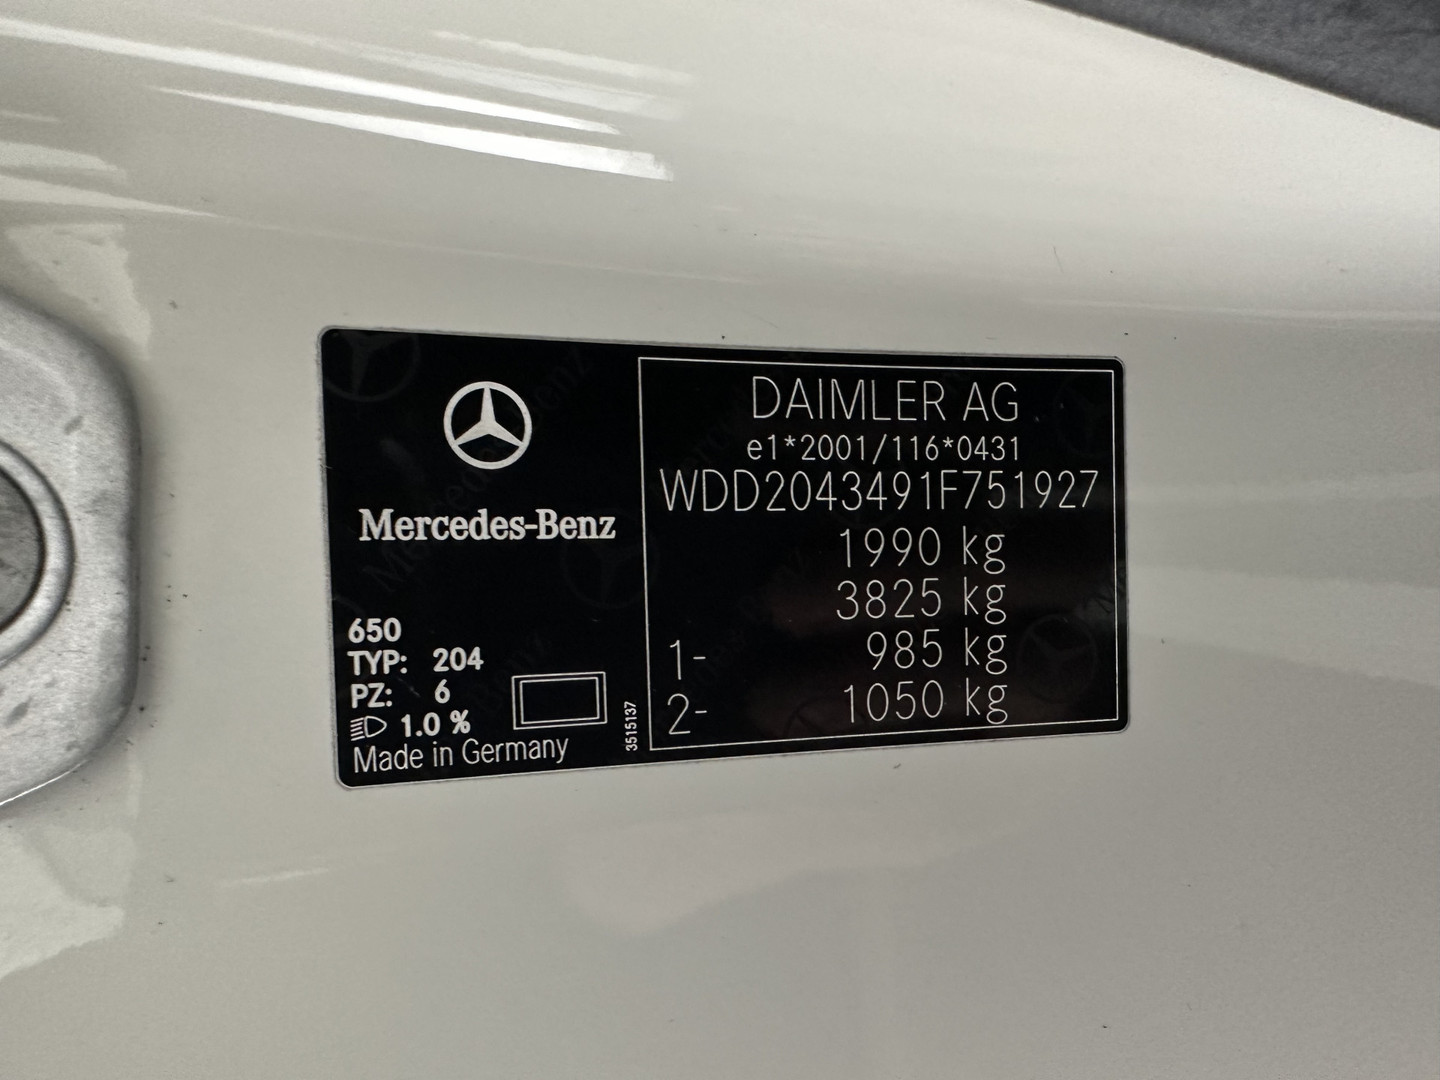 Mercedes-Benz
650
TYP: 204
PZ: 6
1.0 %
Made in Germany
3515137
DAIMLER AG
e1*2001/116*0431
WDD2043491F751927
1990 kg
3825 kg
1- 985 kg
2- 1050 kg